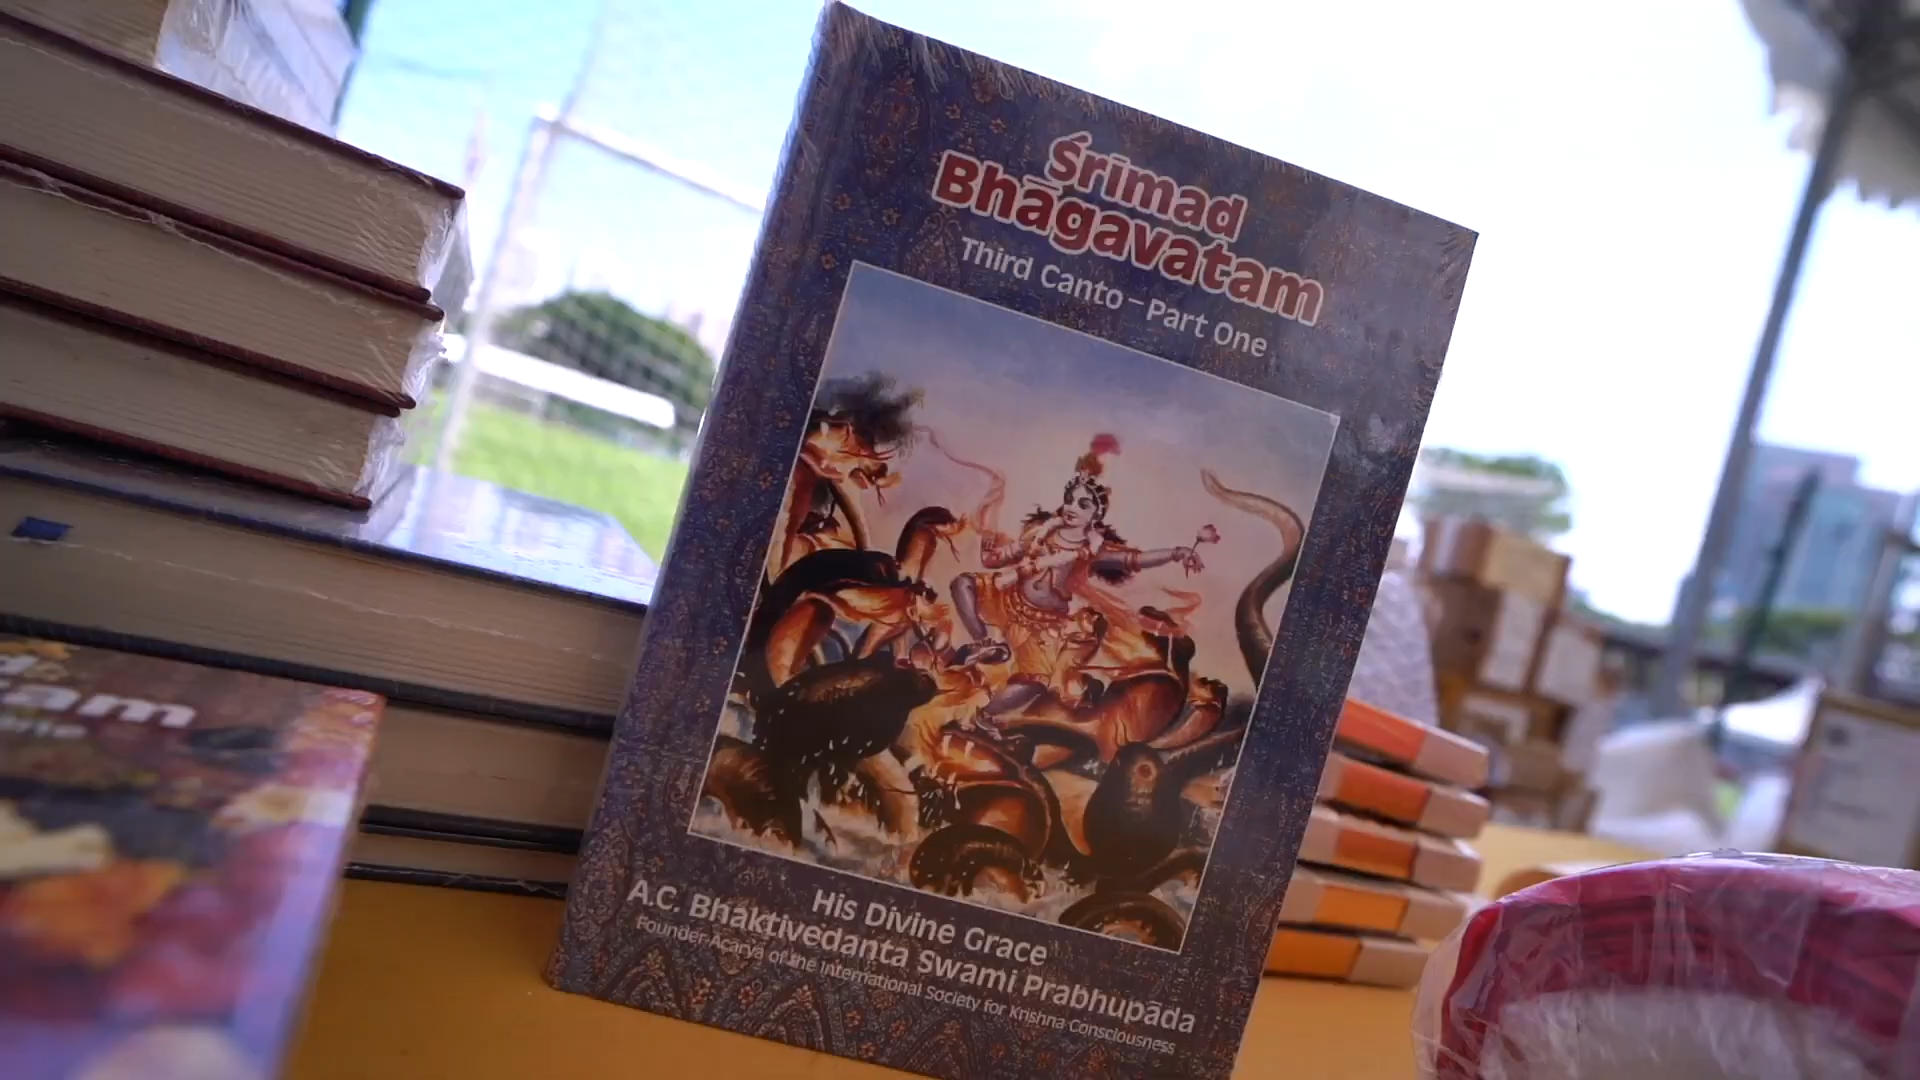 Śrīmad
Bhāgavatam
Third Canto – Part One
His Divine Grace
A.C. Bhaktivedanta Swami Prabhupāda
Founder-Ācārya of the International Society for Krishna Consciousness